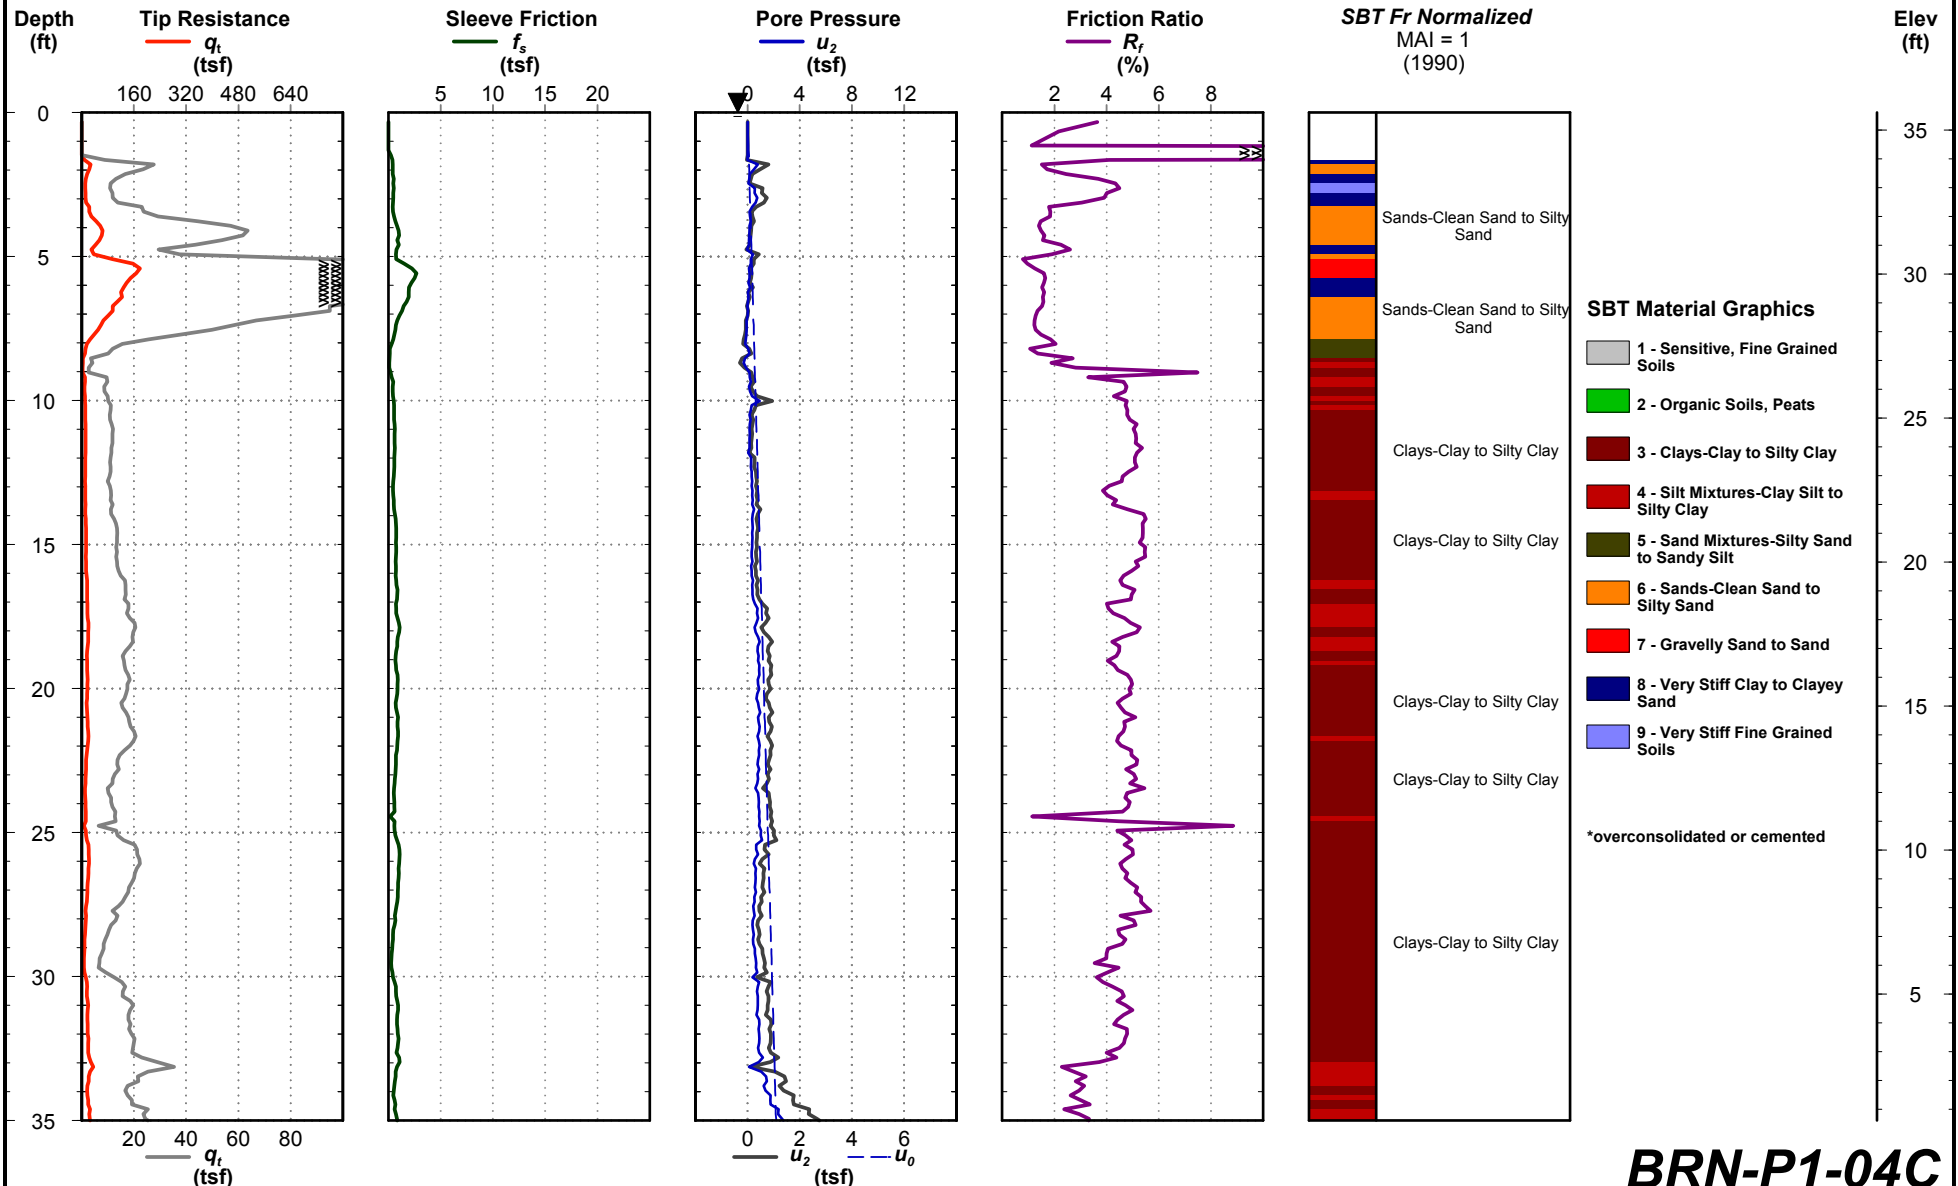 Depth
(ft)
Tip Resistance
qt
(tsf)
Sleeve Friction
fs
(tsf)
Pore Pressure
u2
(tsf)
Friction Ratio
Rf
(%)
SBT Fr Normalized
MAI = 1
(1990)
Elev
(ft)
160 320 480 640
5 10 15 20
0 4 8 12
2 4 6 8
0
5
10
15
20
25
30
35
Sands-Clean Sand to Silty
Sand
Sands-Clean Sand to Silty
Sand
Clays-Clay to Silty Clay
Clays-Clay to Silty Clay
Clays-Clay to Silty Clay
Clays-Clay to Silty Clay
Clays-Clay to Silty Clay
SBT Material Graphics
1 - Sensitive, Fine Grained
Soils
2 - Organic Soils, Peats
3 - Clays-Clay to Silty Clay
4 - Silt Mixtures-Clay Silt to
Silty Clay
5 - Sand Mixtures-Silty Sand
to Sandy Silt
6 - Sands-Clean Sand to
Silty Sand
7 - Gravelly Sand to Sand
8 - Very Stiff Clay to Clayey
Sand
9 - Very Stiff Fine Grained
Soils
*overconsolidated or cemented
35
30
25
20
15
10
5
20 40 60 80
qt
(tsf)
0 2 4 6
u2 u0
(tsf)
BRN-P1-04C